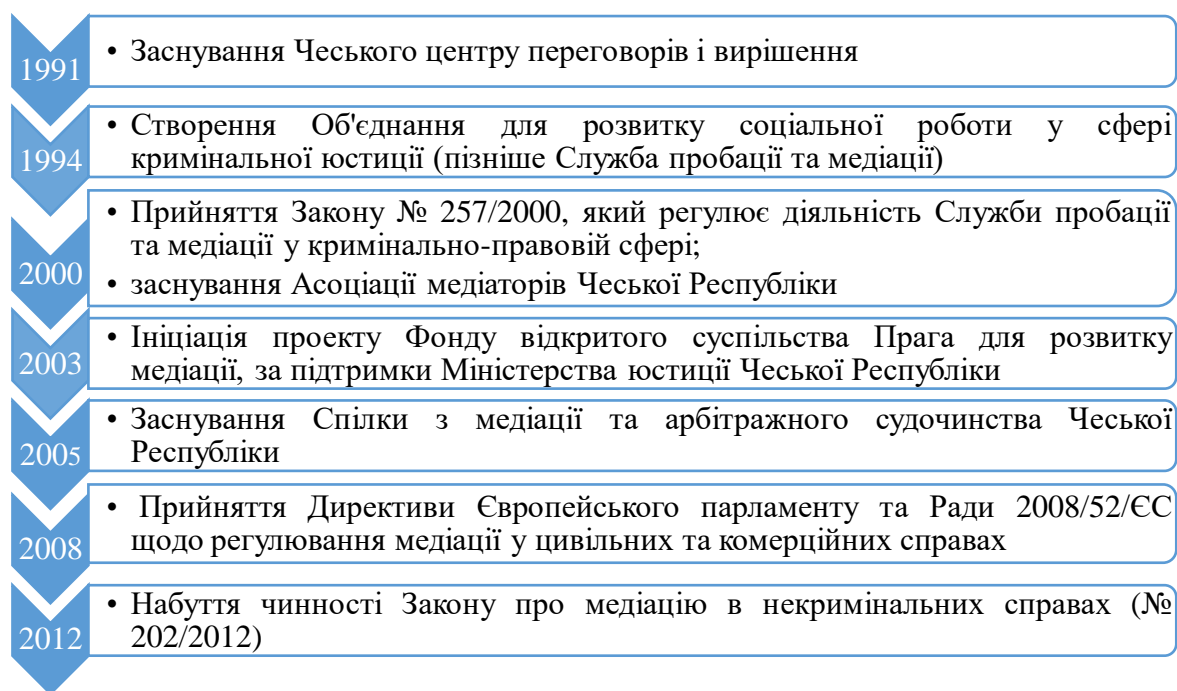 1991
• Заснування Чеського центру переговорів і вирішення
1994
• Створення Об'єднання для розвитку соціальної роботи у сфері
кримінальної юстиції (пізніше Служба пробації та медіації)
2000
• Прийняття Закону № 257/2000, який регулює діяльність Служби пробації
та медіації у кримінально-правовій сфері;
• заснування Асоціації медіаторів Чеської Республіки
2003
• Ініціація проекту Фонду відкритого суспільства Прага для розвитку
медіації, за підтримки Міністерства юстиції Чеської Республіки
2005
• Заснування Спілки з медіації та арбітражного судочинства Чеської
Республіки
2008
• Прийняття Директиви Європейського парламенту та Ради 2008/52/ЄС
щодо регулювання медіації у цивільних та комерційних справах
2012
• Набуття чинності Закону про медіацію в некримінальних справах (№
202/2012)